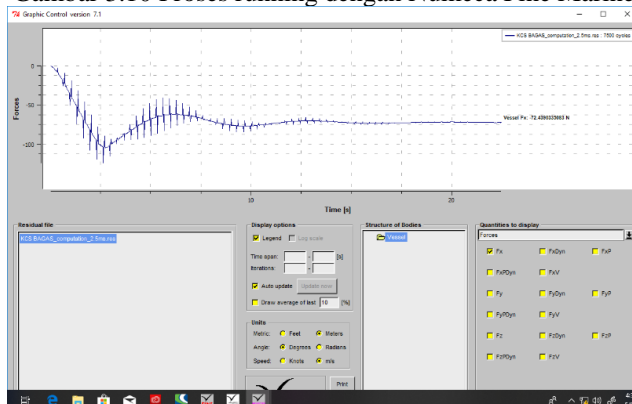 Gambar 3.10 Proses running dengan Numeca Fine Marine
Graphic Control version 7.1
KCS BAGAS_computation_2.5ms.res : 7500 cycles
0
-50
-100
Forces
Vessel Fx:
10
20
Time [s]
Residual file
KCS BAGAS_computation_2.5ms.res
Display options
Legend
Log scale
Time span:
-
[s]
Iterations:
-
Auto update
Update now
Draw average of last 10 [%]
Units
Metric: Feet Meters
Angle: Degrees Radians
Speed: Knots m/s
Print
Structure of Bodies
Vessel
Quantities to display
Forces
Fx FxDyn FxP
FxPDyn FxV
Fy FyDyn FyP
FyPDyn FyV
Fz FzDyn FzP
FzPDyn FzV